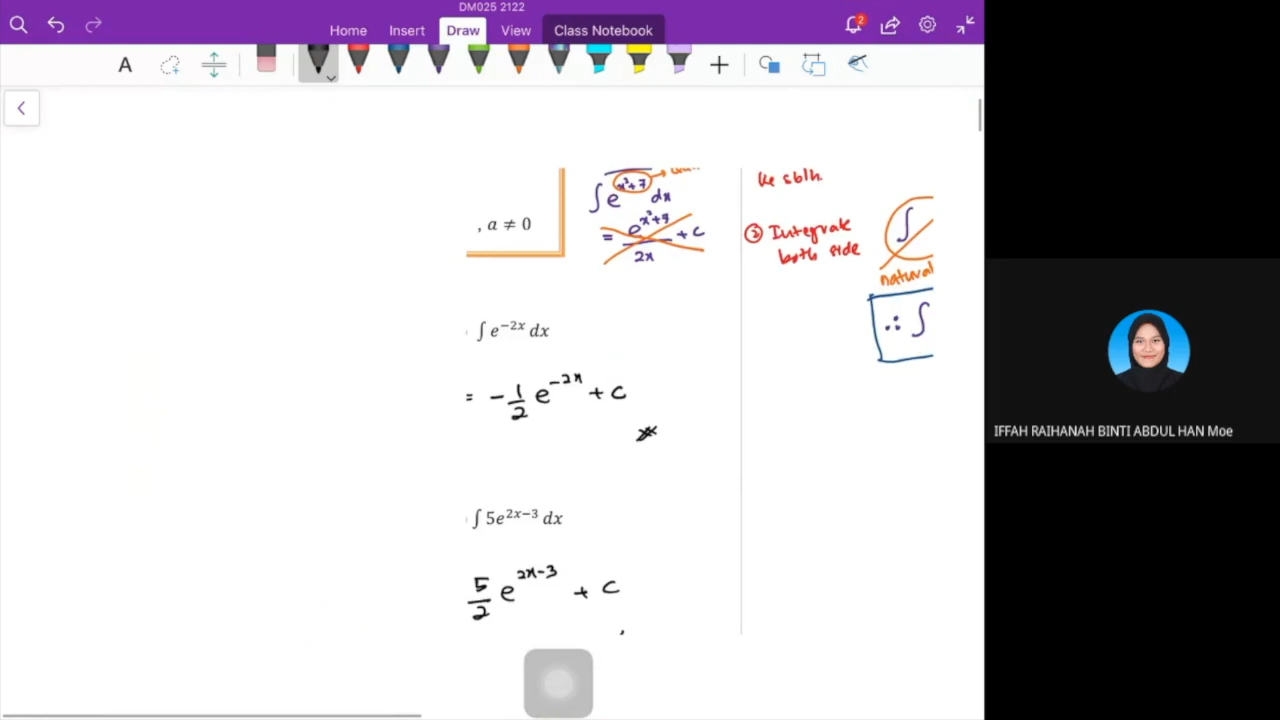 DM025 2122
Home Insert Draw View Class Notebook
2
A
, a ≠ 0
∫ e^{x²+7} dx
= e^{x²+7}/2x + c
ke sblh.
② Integrate both side
∫
natural
∴ ∫
∫ e^{−2x} dx
= −1/2 e^{−2x} + c
∫ 5e^{2x−3} dx
5/2 e^{2x−3} + c
IFFAH RAIHANAH BINTI ABDUL HAN Moe